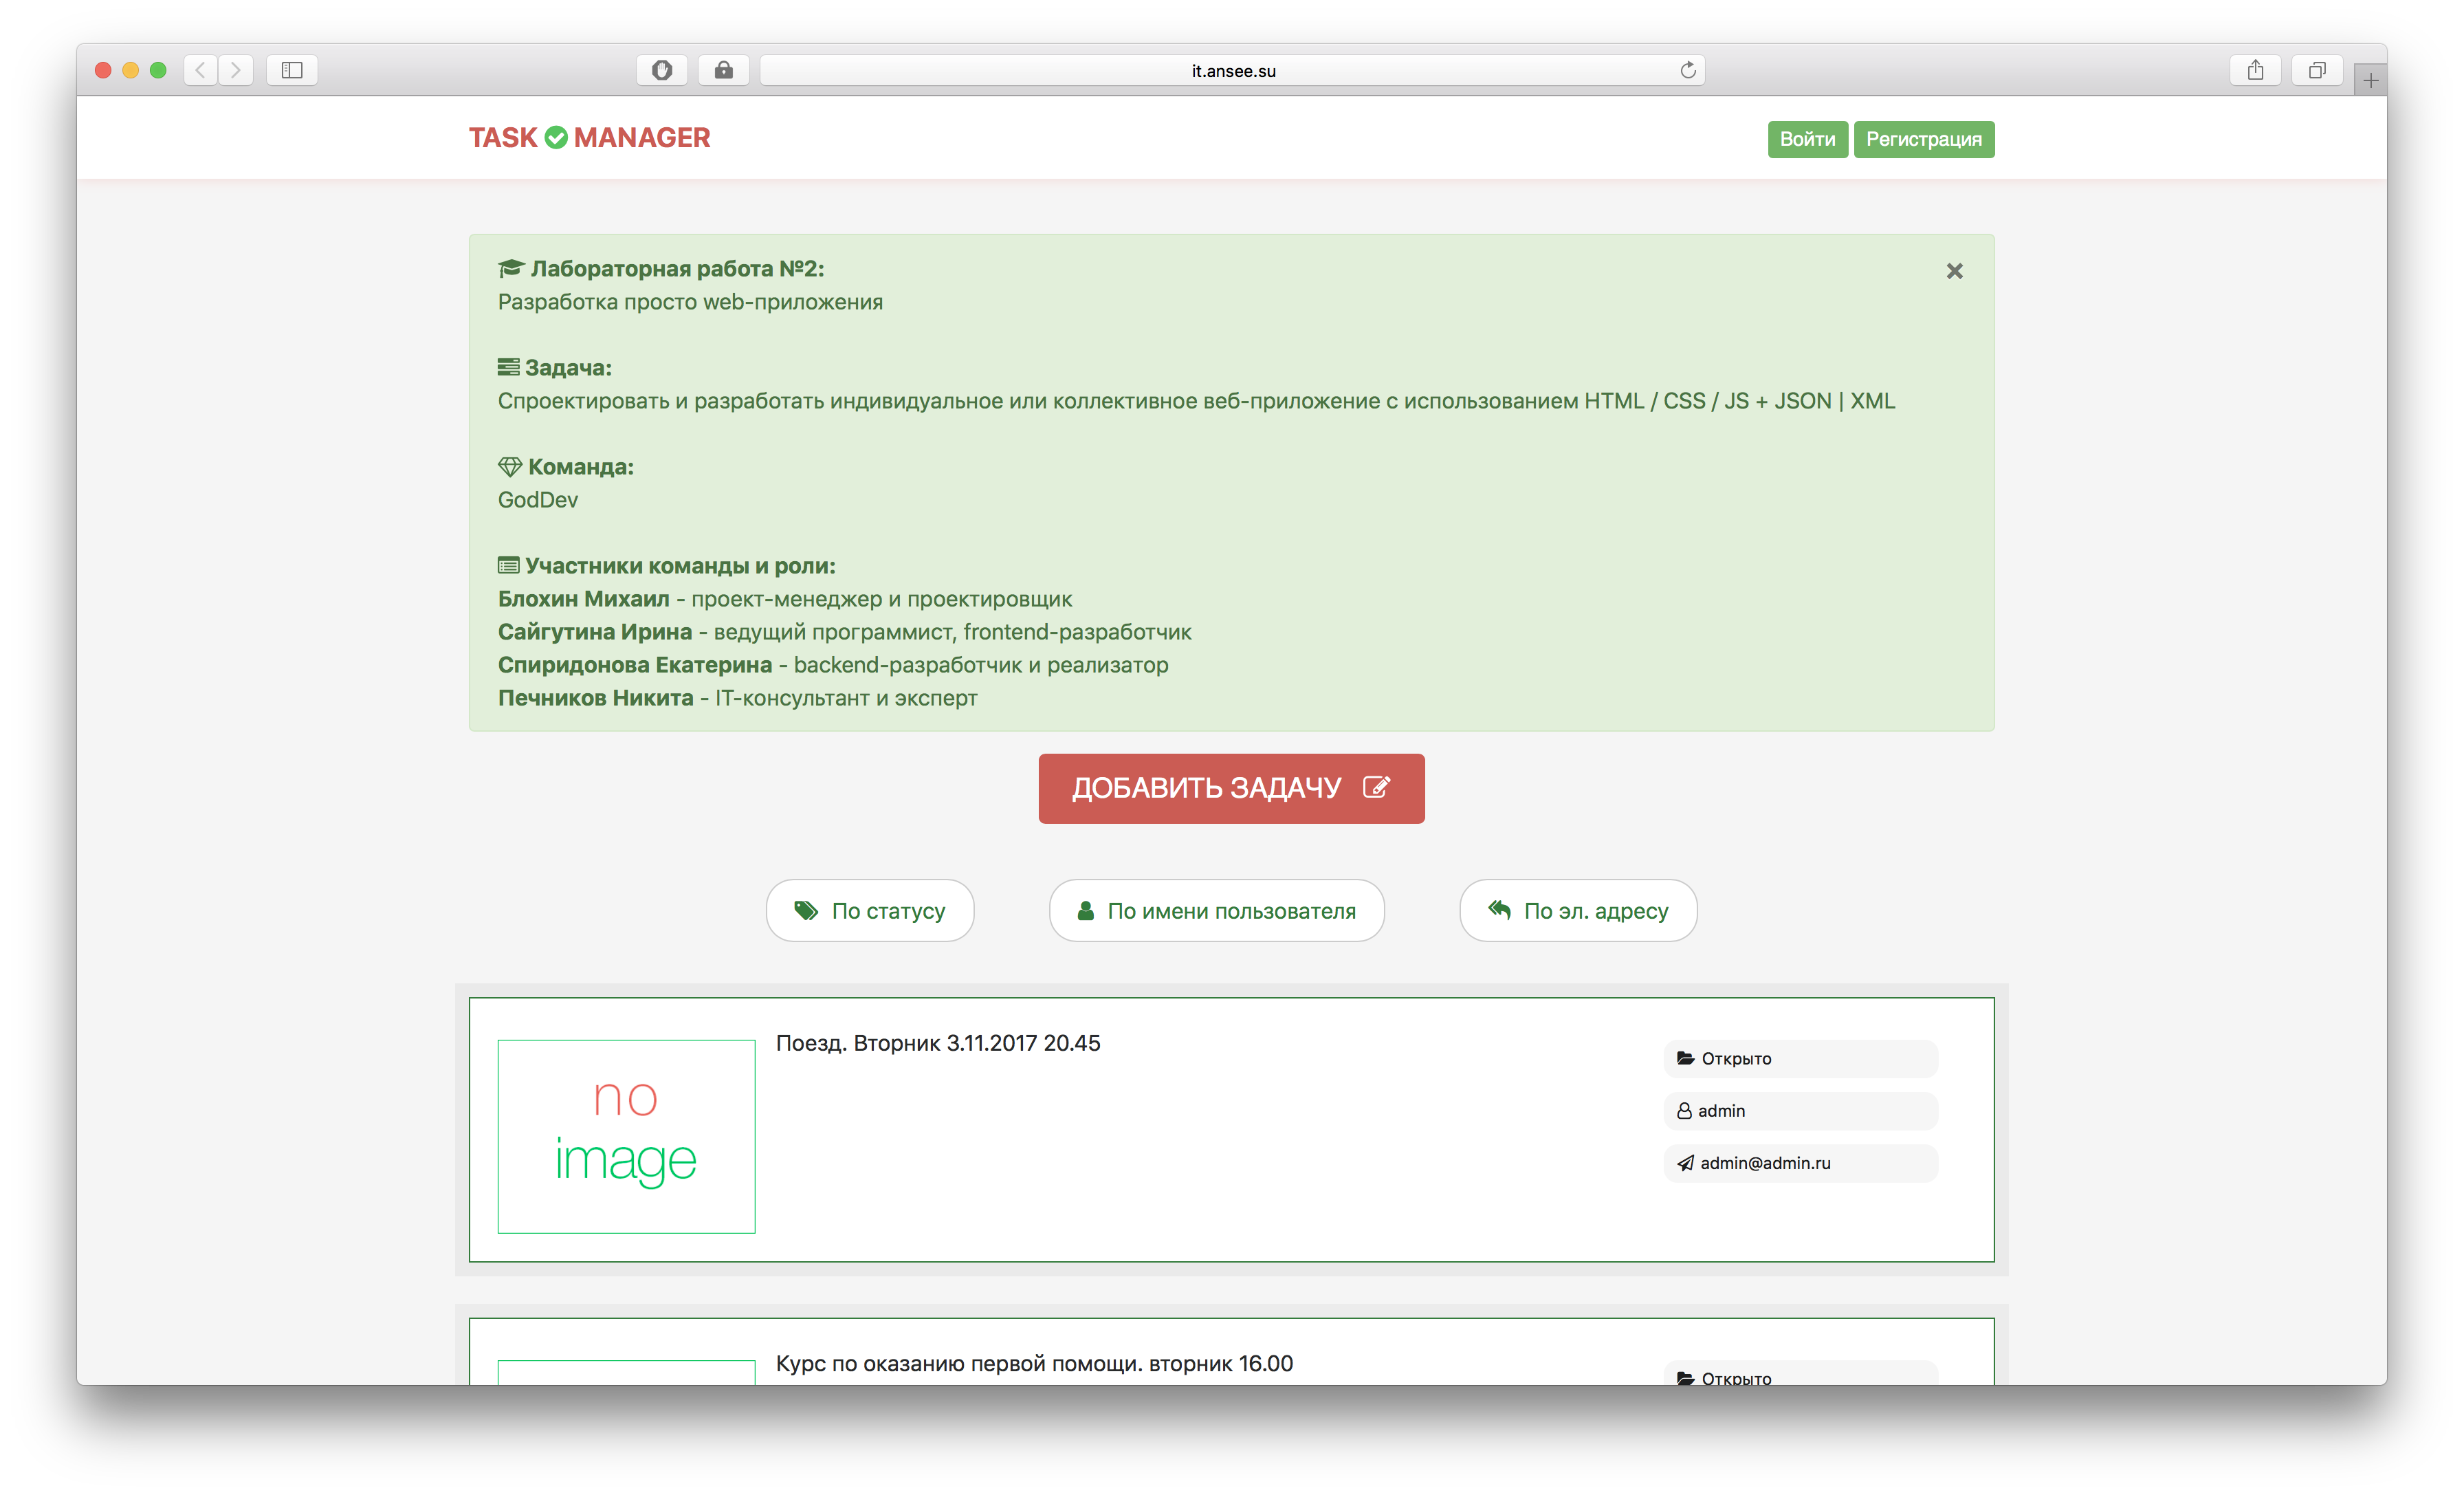 it.ansee.su
TASK MANAGER
Войти Регистрация
Лабораторная работа №2:
Разработка просто web-приложения
Задача:
Спроектировать и разработать индивидуальное или коллективное веб-приложение с использованием HTML / CSS / JS + JSON | XML
Команда:
GodDev
Участники команды и роли:
Блохин Михаил - проект-менеджер и проектировщик
Сайгутина Ирина - ведущий программист, frontend-разработчик
Спиридонова Екатерина - backend-разработчик и реализатор
Печников Никита - IT-консультант и эксперт
ДОБАВИТЬ ЗАДАЧУ
По статусу
По имени пользователя
По эл. адресу
no
image
Поезд. Вторник 3.11.2017 20.45
Открыто
admin
admin@admin.ru
Курс по оказанию первой помощи. вторник 16.00
Открыто